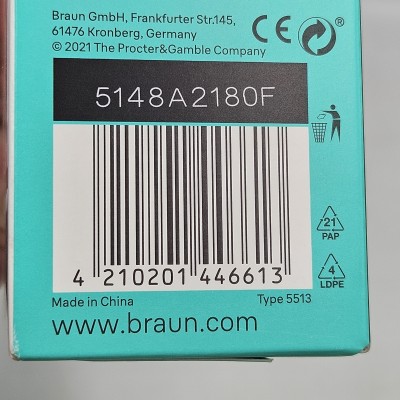 Braun GmbH, Frankfurter Str.145,
61476 Kronberg, Germany
© 2021 The Procter&Gamble Company
CE
®
5148A2180F
21
PAP
4
LDPE
4 210201 446613
Made in China
Type 5513
www.braun.com